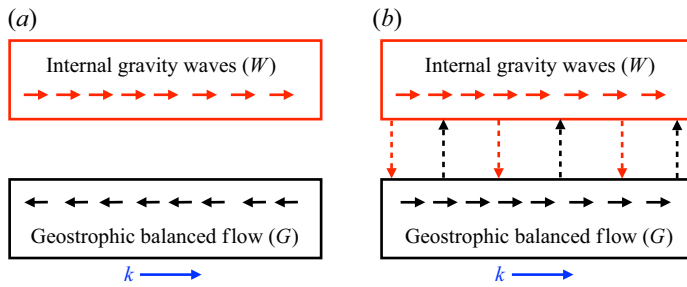 (a)
Internal gravity waves (W)
Geostrophic balanced flow (G)
k
(b)
Internal gravity waves (W)
Geostrophic balanced flow (G)
k